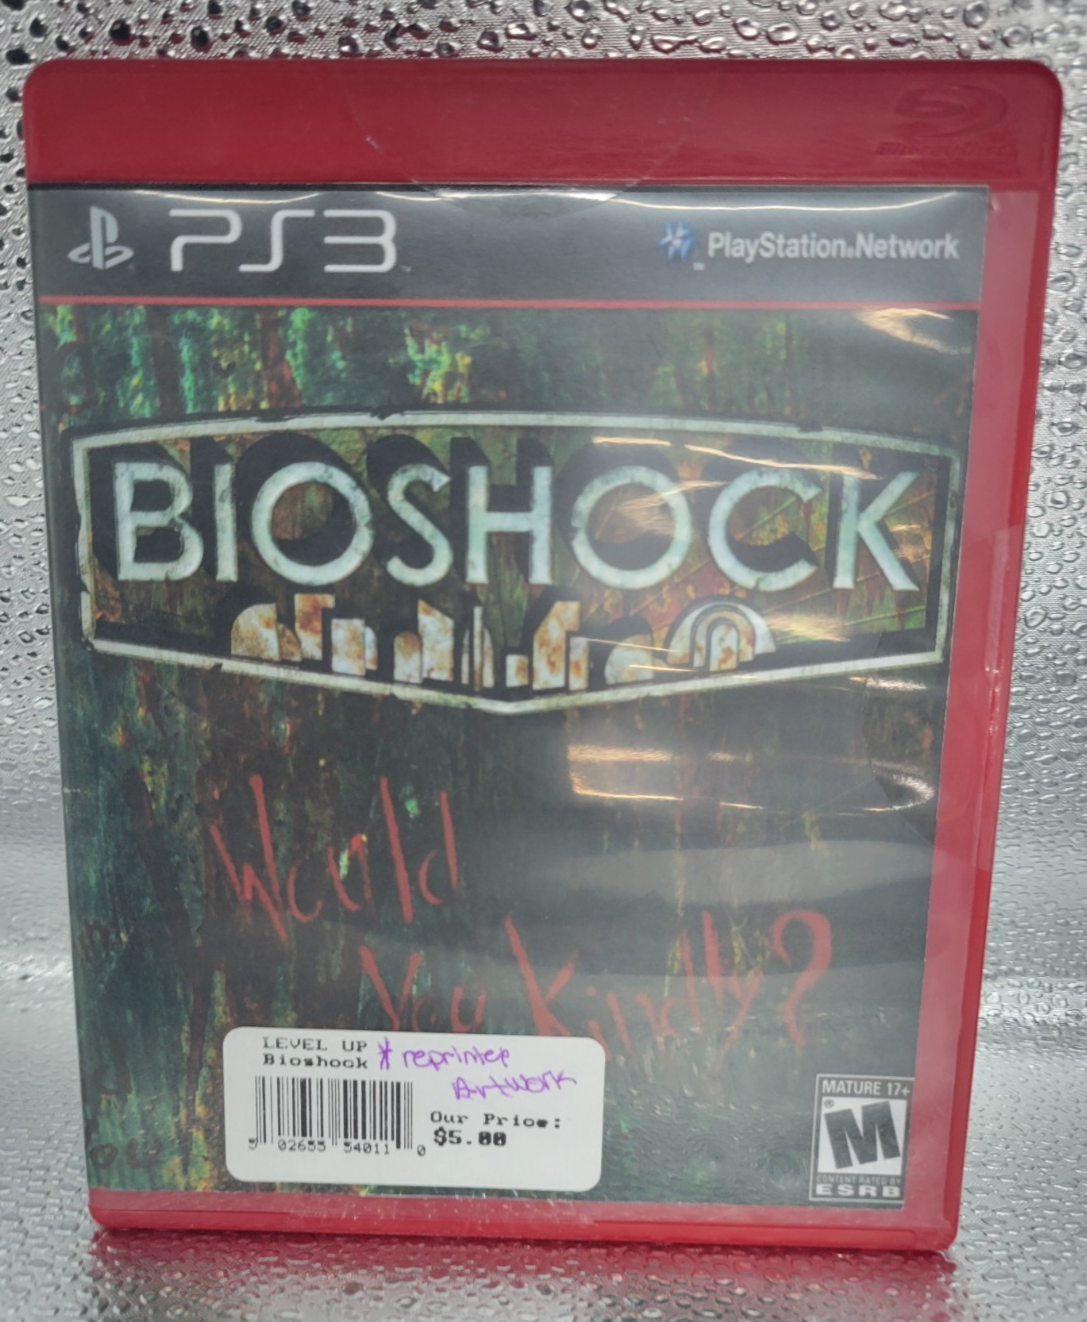 PS3
PlayStation®Network
BIOSHOCK
Would
You Kindly?
LEVEL UP
Bioshock * reprinted
Artwork
Our Price:
$5.00
5 02655 54011 0
MATURE 17+
M
CONTENT RATED BY
ESRB